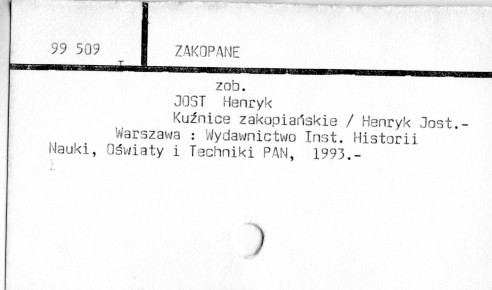 99 509
I
ZAKOPANE
zob.
JOST Henryk
Kuźnice zakopiańskie / Henryk Jost.-
Warszawa : Wydawnictwo Inst. Historii
Nauki, Oświaty i Techniki PAN, 1993.-